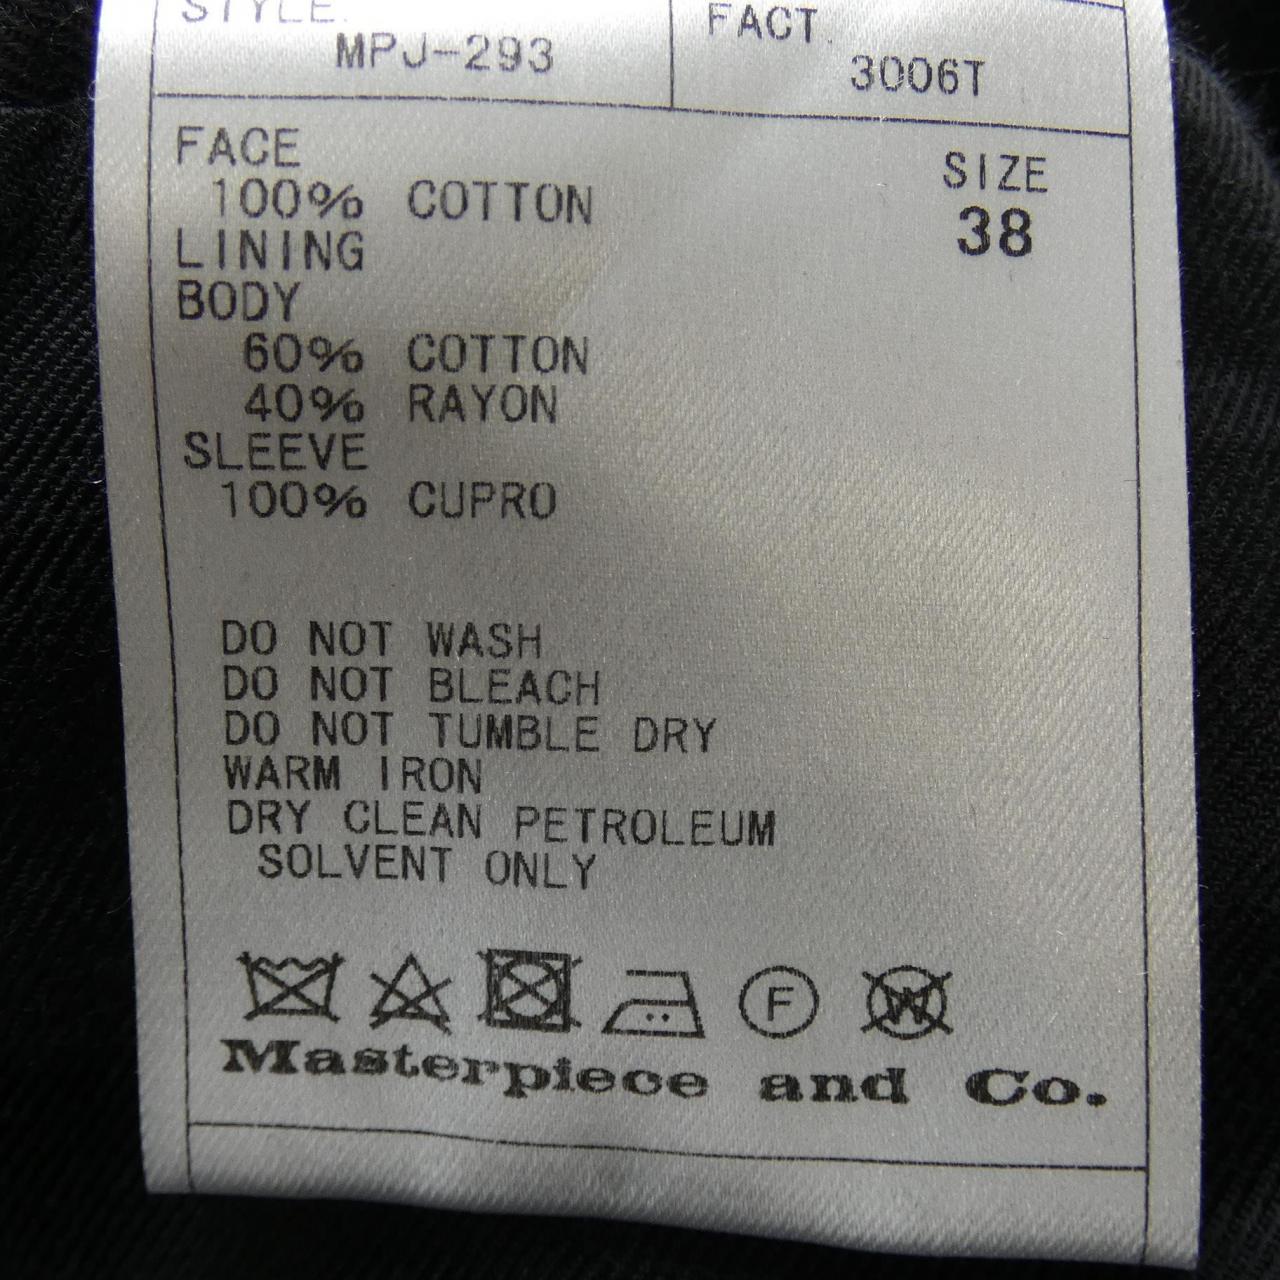 STYLE.
MPJ-293
FACT.
3006T
FACE
100% COTTON
SIZE
38
LINING
BODY
60% COTTON
40% RAYON
SLEEVE
100% CUPRO
DO NOT WASH
DO NOT BLEACH
DO NOT TUMBLE DRY
WARM IRON
DRY CLEAN PETROLEUM
SOLVENT ONLY
F
W
Masterpiece and Co.